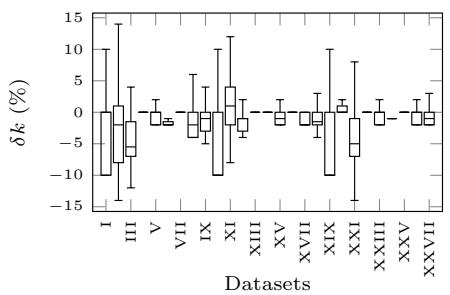 15
10
5
0
−5
−10
−15
δk (%)
I
III
V
VII
IX
XI
XIII
XV
XVII
XIX
XXI
XXIII
XXV
XXVII
Datasets